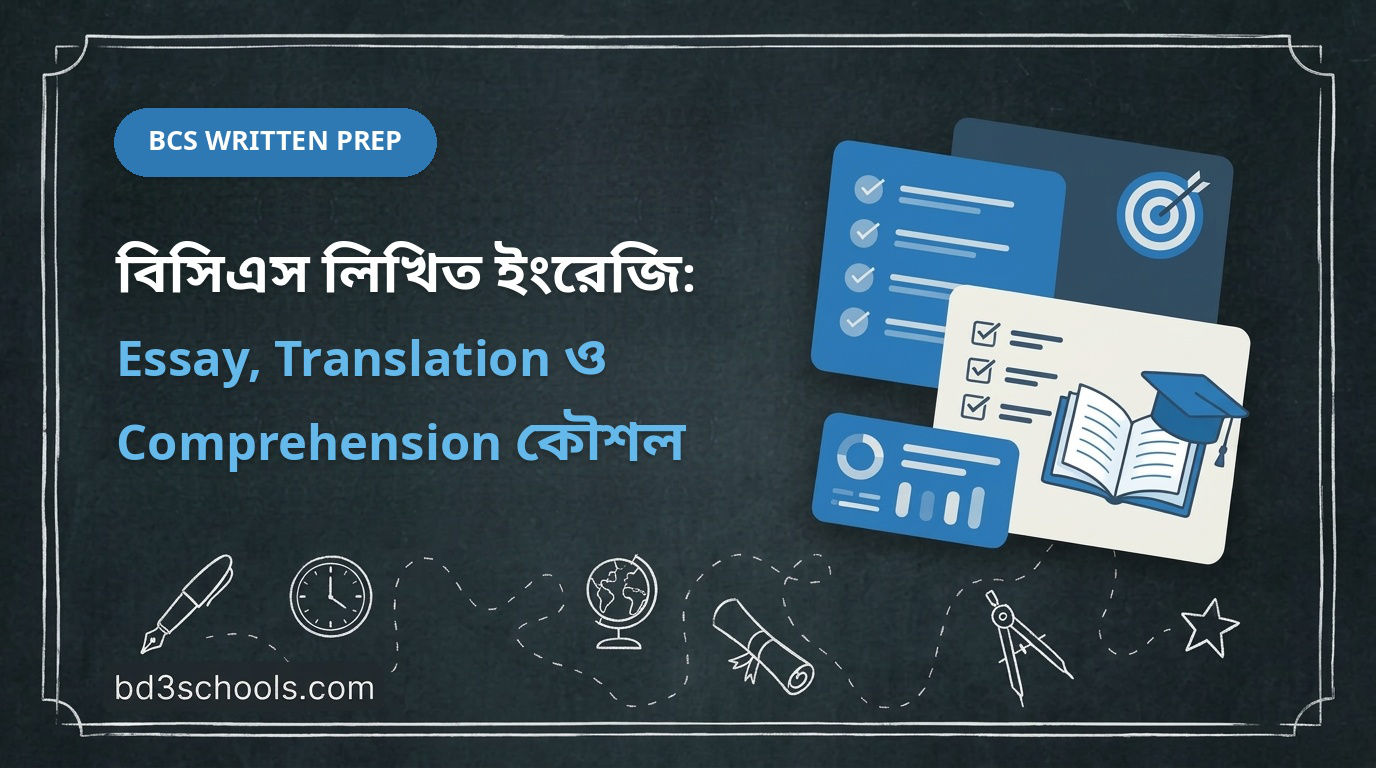 BCS WRITTEN PREP
বিসিএস লিখিত ইংরেজি:
Essay, Translation ও
Comprehension কৌশল
bd3schools.com